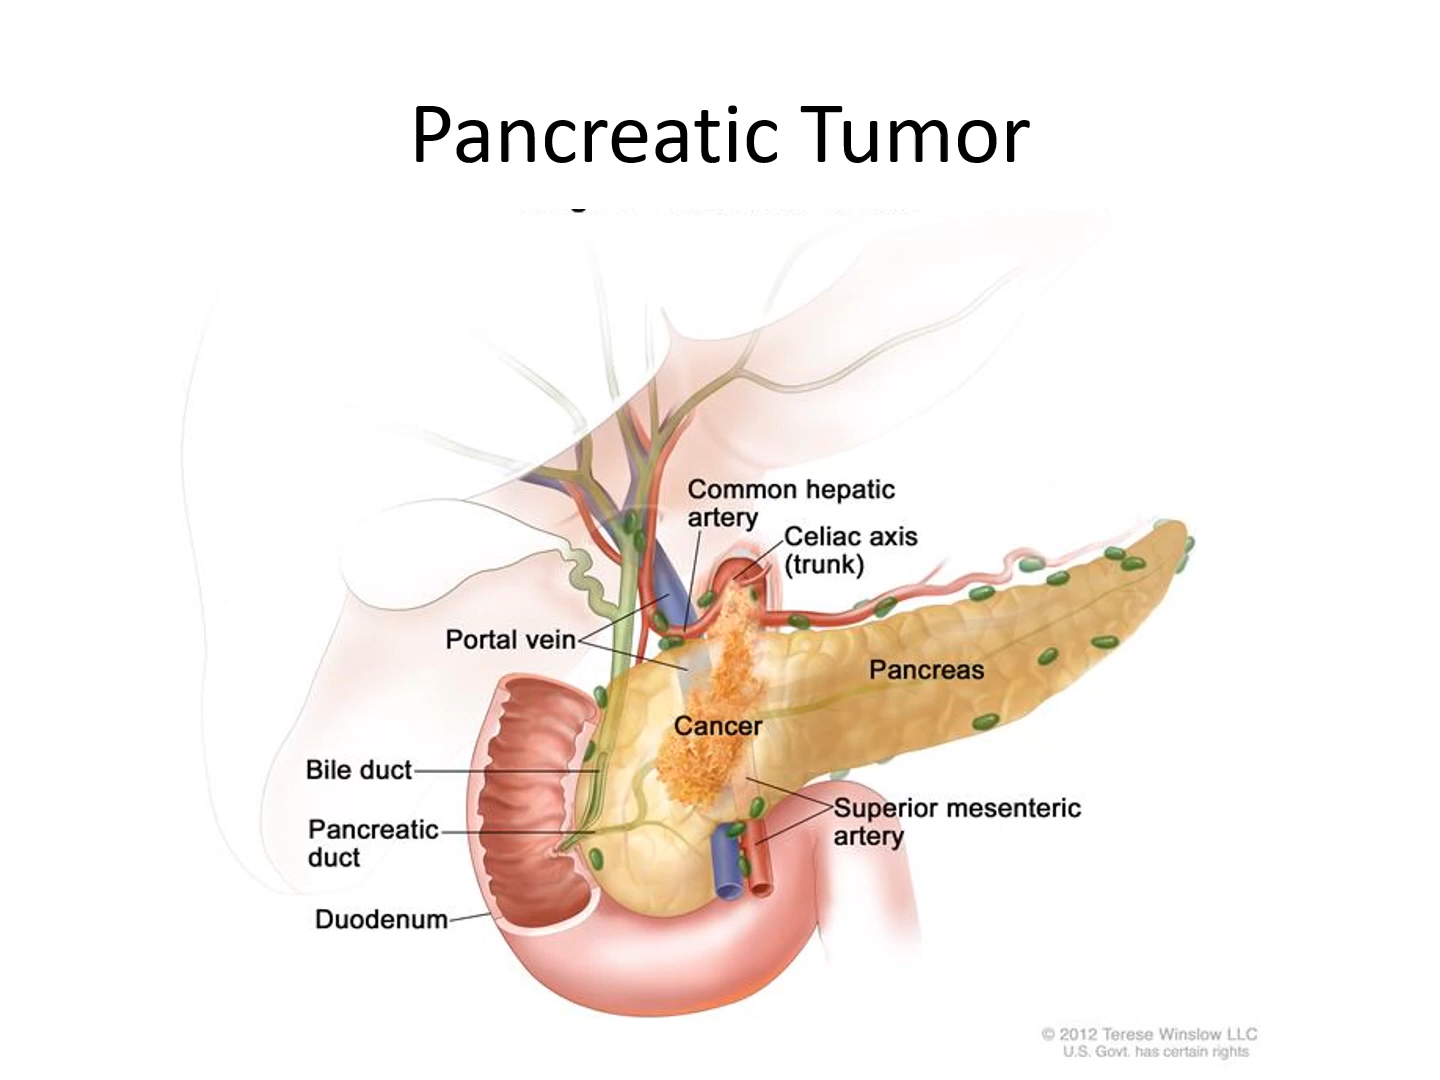 Pancreatic Tumor
Common hepatic
artery
Celiac axis
(trunk)
Portal vein
Pancreas
Cancer
Bile duct
Superior mesenteric
artery
Pancreatic
duct
Duodenum
© 2012 Terese Winslow LLC
U.S. Govt. has certain rights